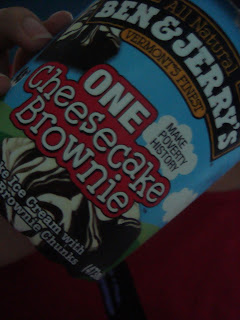 All Natural
BEN & JERRY'S
VERMONT'S FINEST
ONE
Cheesecake
Brownie
MAKE
POVERTY
HISTORY
Ice Cream with
Brownie Chunks